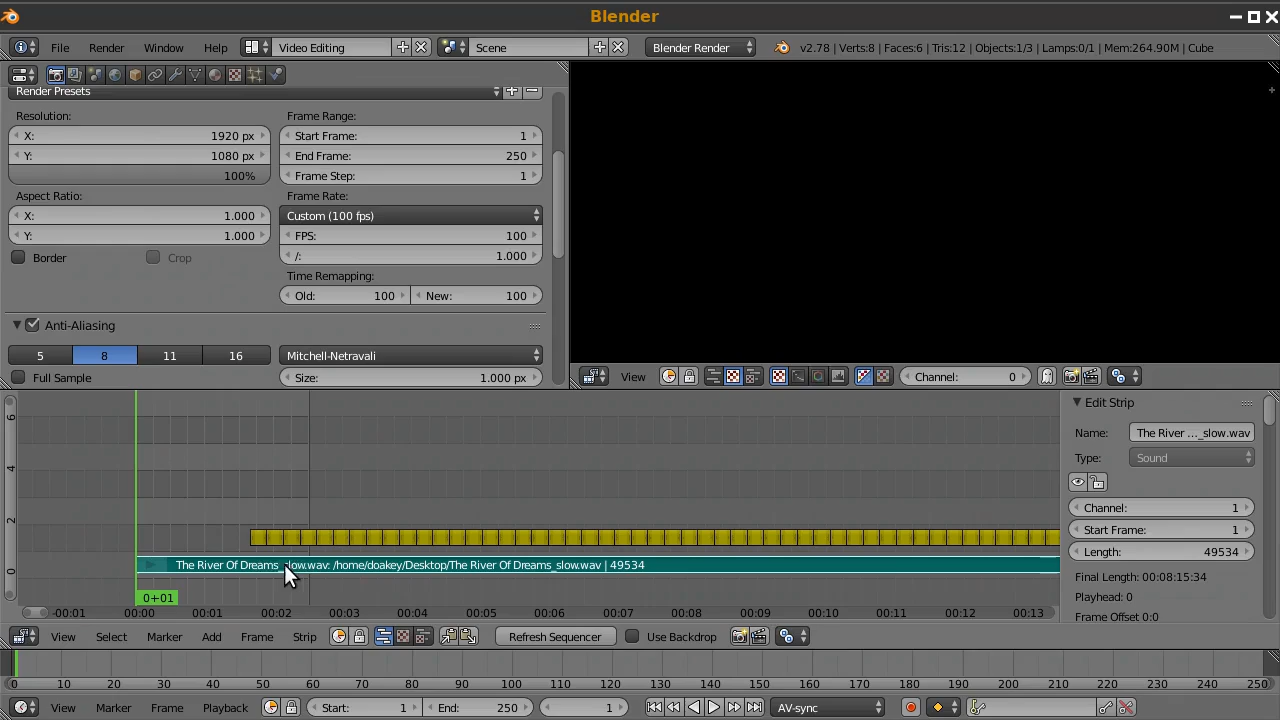 Blender
File Render Window Help Video Editing Scene Blender Render v2.78 | Verts:8 | Faces:6 | Tris:12 | Objects:1/3 | Lamps:0/1 | Mem:264.90M | Cube
Render Presets
Resolution: Frame Range:
X: 1920 px Start Frame: 1
Y: 1080 px End Frame: 250
100% Frame Step: 1
Aspect Ratio: Frame Rate:
X: 1.000 Custom (100 fps)
Y: 1.000 FPS: 100
Border Crop /: 1.000
Time Remapping:
Old: 100 New: 100
Anti-Aliasing
5 8 11 16 Mitchell-Netravali
Full Sample Size: 1.000 px
View Channel: 0
6
4
2
0
The River Of Dreams_slow.wav: /home/doakey/Desktop/The River Of Dreams_slow.wav | 49534
0+01
-00:01 00:00 00:01 00:02 00:03 00:04 00:05 00:06 00:07 00:08 00:09 00:10 00:11 00:12 00:13
Edit Strip
Name: The River ..._slow.wav
Type: Sound
Channel: 1
Start Frame: 1
Length: 49534
Final Length: 00:08:15:34
Playhead: 0
Frame Offset 0:0
View Select Marker Add Frame Strip Refresh Sequencer Use Backdrop
0 10 20 30 40 50 60 70 80 90 100 110 120 130 140 150 160 170 180 190 200 210 220 230 240 250
View Marker Frame Playback Start: 1 End: 250 1 AV-sync